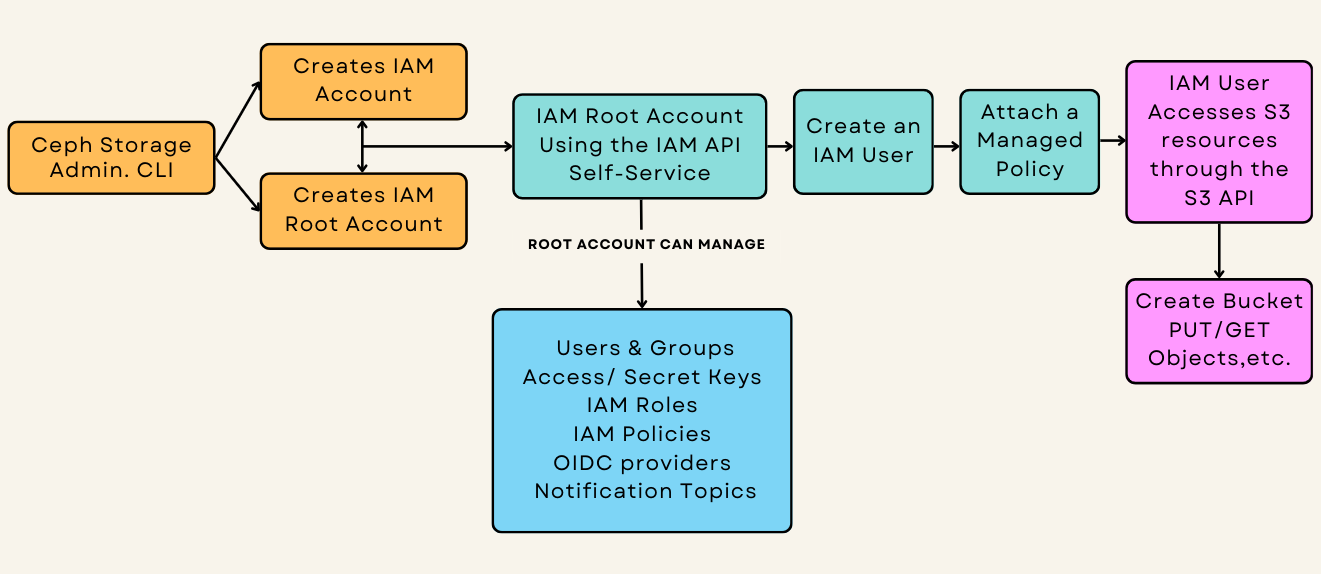 Creates IAM
Account
Ceph Storage
Admin. CLI
Creates IAM
Root Account
IAM Root Account
Using the IAM API
Self-Service
Create an
IAM User
Attach a
Managed
Policy
IAM User
Accesses S3
resources
through the
S3 API
ROOT ACCOUNT CAN MANAGE
Users & Groups
Access/ Secret Keys
IAM Roles
IAM Policies
OIDC providers
Notification Topics
Create Bucket
PUT/GET
Objects,etc.